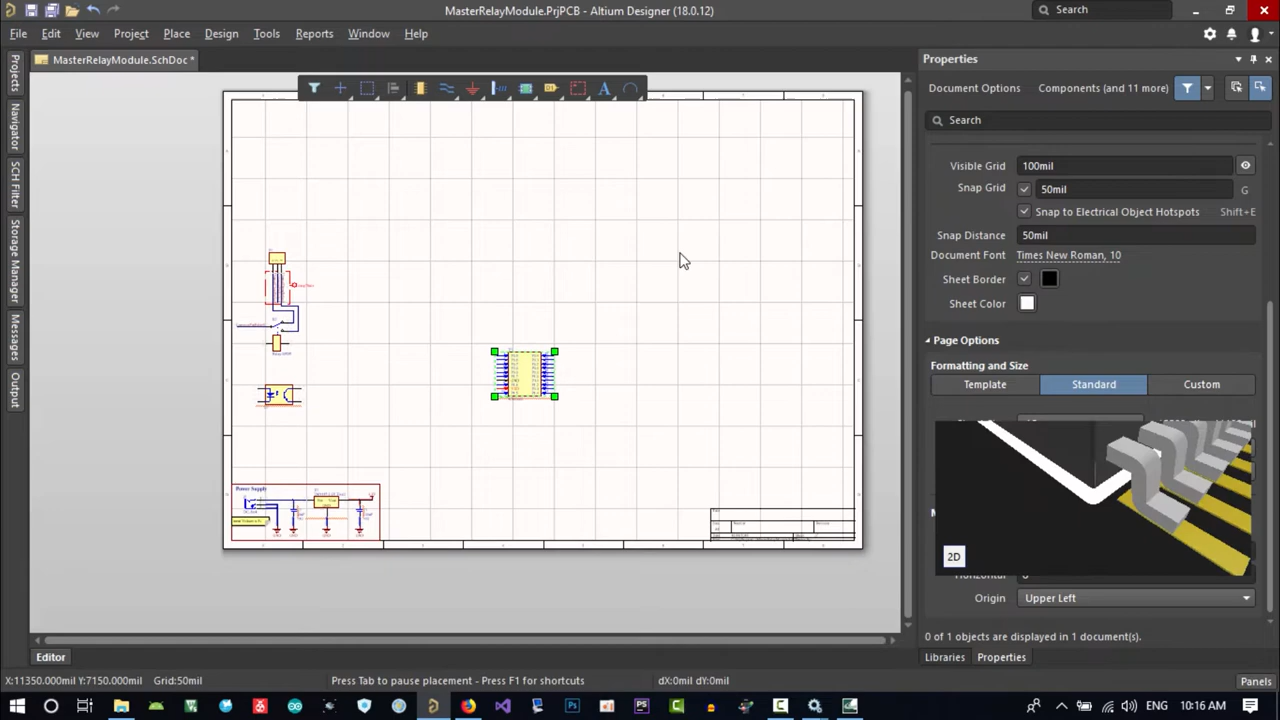 MasterRelayModule.PrjPCB - Altium Designer (18.0.12)
Search
File Edit View Project Place Design Tools Reports Window Help
MasterRelayModule.SchDoc *
Projects
Navigator
SCH Filter
Storage Manager
Messages
Output
Power Supply
Properties
Document Options Components (and 11 more)
Search
Visible Grid 100mil
Snap Grid 50mil G
Snap to Electrical Object Hotspots Shift+E
Snap Distance 50mil
Document Font Times New Roman, 10
Sheet Border
Sheet Color
Page Options
Formatting and Size
Template Standard Custom
2D
Origin Upper Left
0 of 1 objects are displayed in 1 document(s).
Editor
Libraries Properties
X:11350.000mil Y:7150.000mil Grid:50mil Press Tab to pause placement - Press F1 for shortcuts dX:0mil dY:0mil
Panels
ENG 10:16 AM